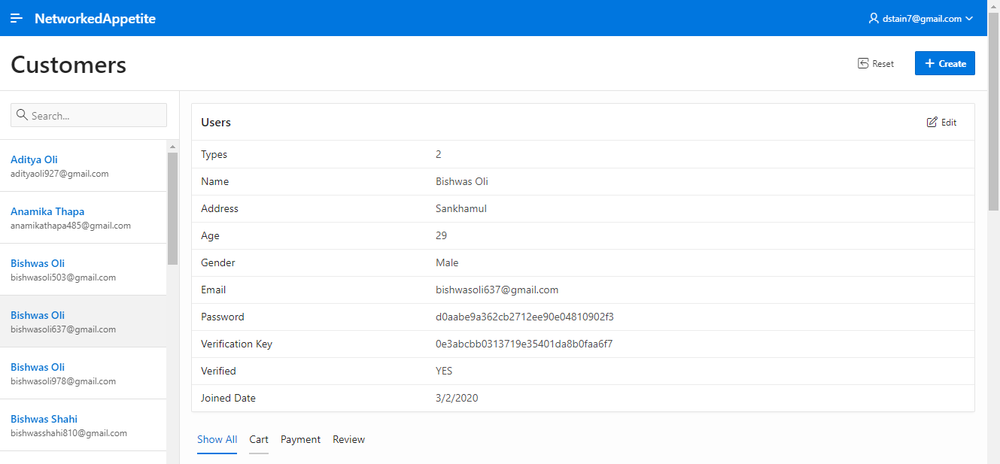 NetworkedAppetite
dstain7@gmail.com
Customers
Reset
Create
Search...
Aditya Oli
adityaoli927@gmail.com
Anamika Thapa
anamikathapa485@gmail.com
Bishwas Oli
bishwasoli503@gmail.com
Bishwas Oli
bishwasoli637@gmail.com
Bishwas Oli
bishwasoli978@gmail.com
Bishwas Shahi
bishwasshahi810@gmail.com
Users
Edit
Types 2
Name Bishwas Oli
Address Sankhamul
Age 29
Gender Male
Email bishwasoli637@gmail.com
Password d0aabe9a362cb2712ee90e04810902f3
Verification Key 0e3abcbb0313719e35401da8b0faa6f7
Verified YES
Joined Date 3/2/2020
Show All Cart Payment Review